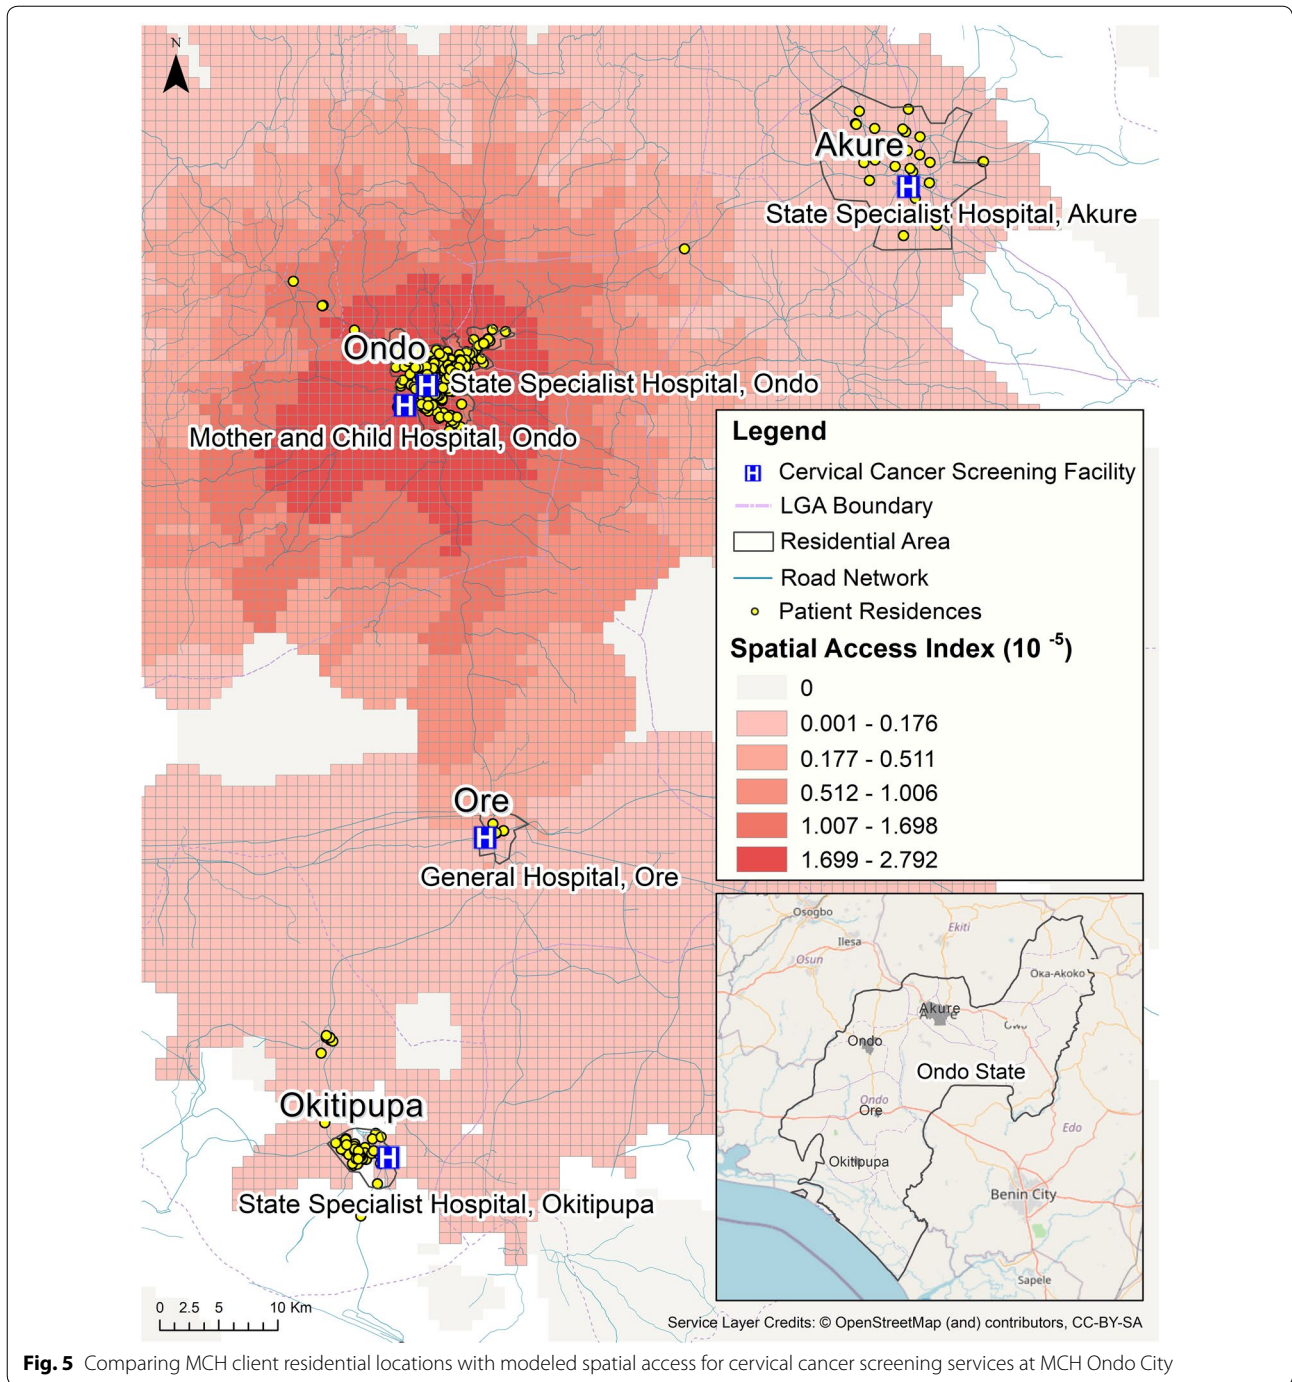 N
Akure
H
State Specialist Hospital, Akure
Ondo
H State Specialist Hospital, Ondo
H
Mother and Child Hospital, Ondo
Legend
H Cervical Cancer Screening Facility
LGA Boundary
Residential Area
Road Network
Patient Residences
Spatial Access Index (10 -5)
0
0.001 - 0.176
0.177 - 0.511
0.512 - 1.006
1.007 - 1.698
1.699 - 2.792
Ore
H
General Hospital, Ore
Osogbo
Ekiti
Ilesa
Osun
Oka-Akoko
Akure
Ondo
Ondo State
Ondo
Ore
Edo
Okitipupa
Benin City
Sapele
Okitipupa
H
State Specialist Hospital, Okitipupa
0 2.5 5 10 Km
Service Layer Credits: © OpenStreetMap (and) contributors, CC-BY-SA
Fig. 5 Comparing MCH client residential locations with modeled spatial access for cervical cancer screening services at MCH Ondo City